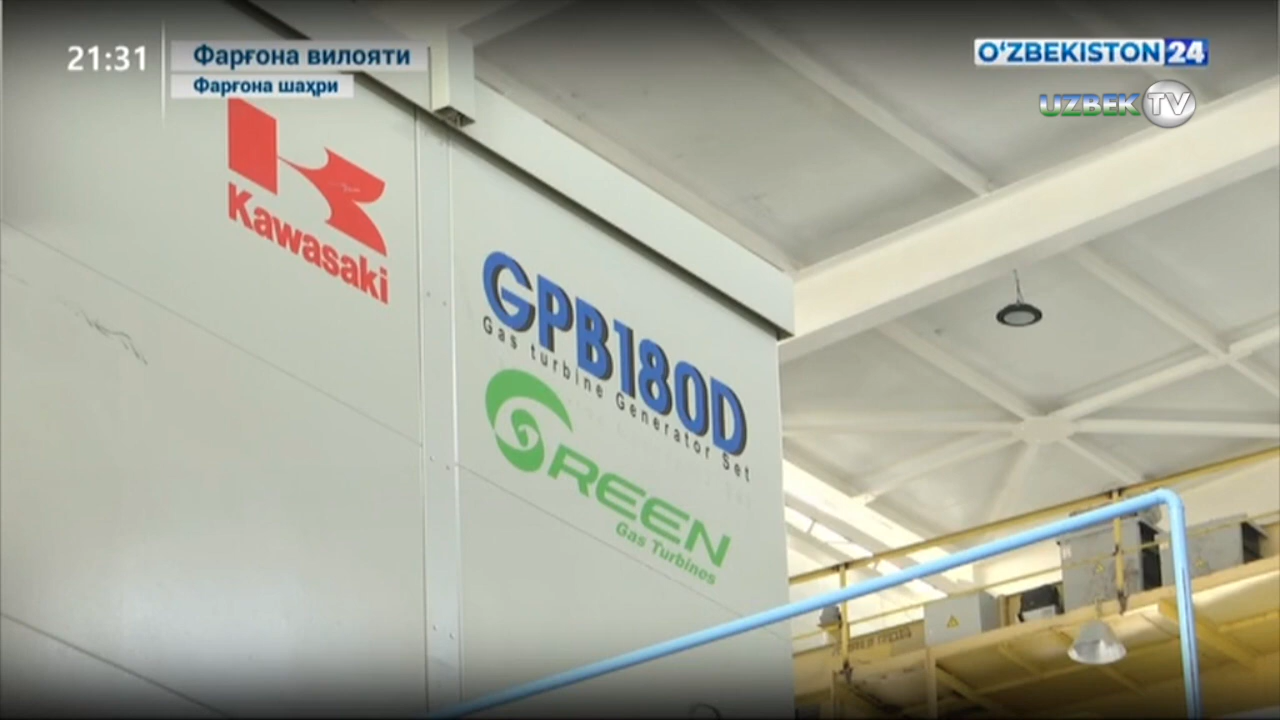 21:31
Фарғона вилояти
Фарғона шаҳри
O‘ZBEKISTON 24
UZBEK TV
Kawasaki
GPB180D
Gas turbine Generator Set
GREEN
Gas Turbines